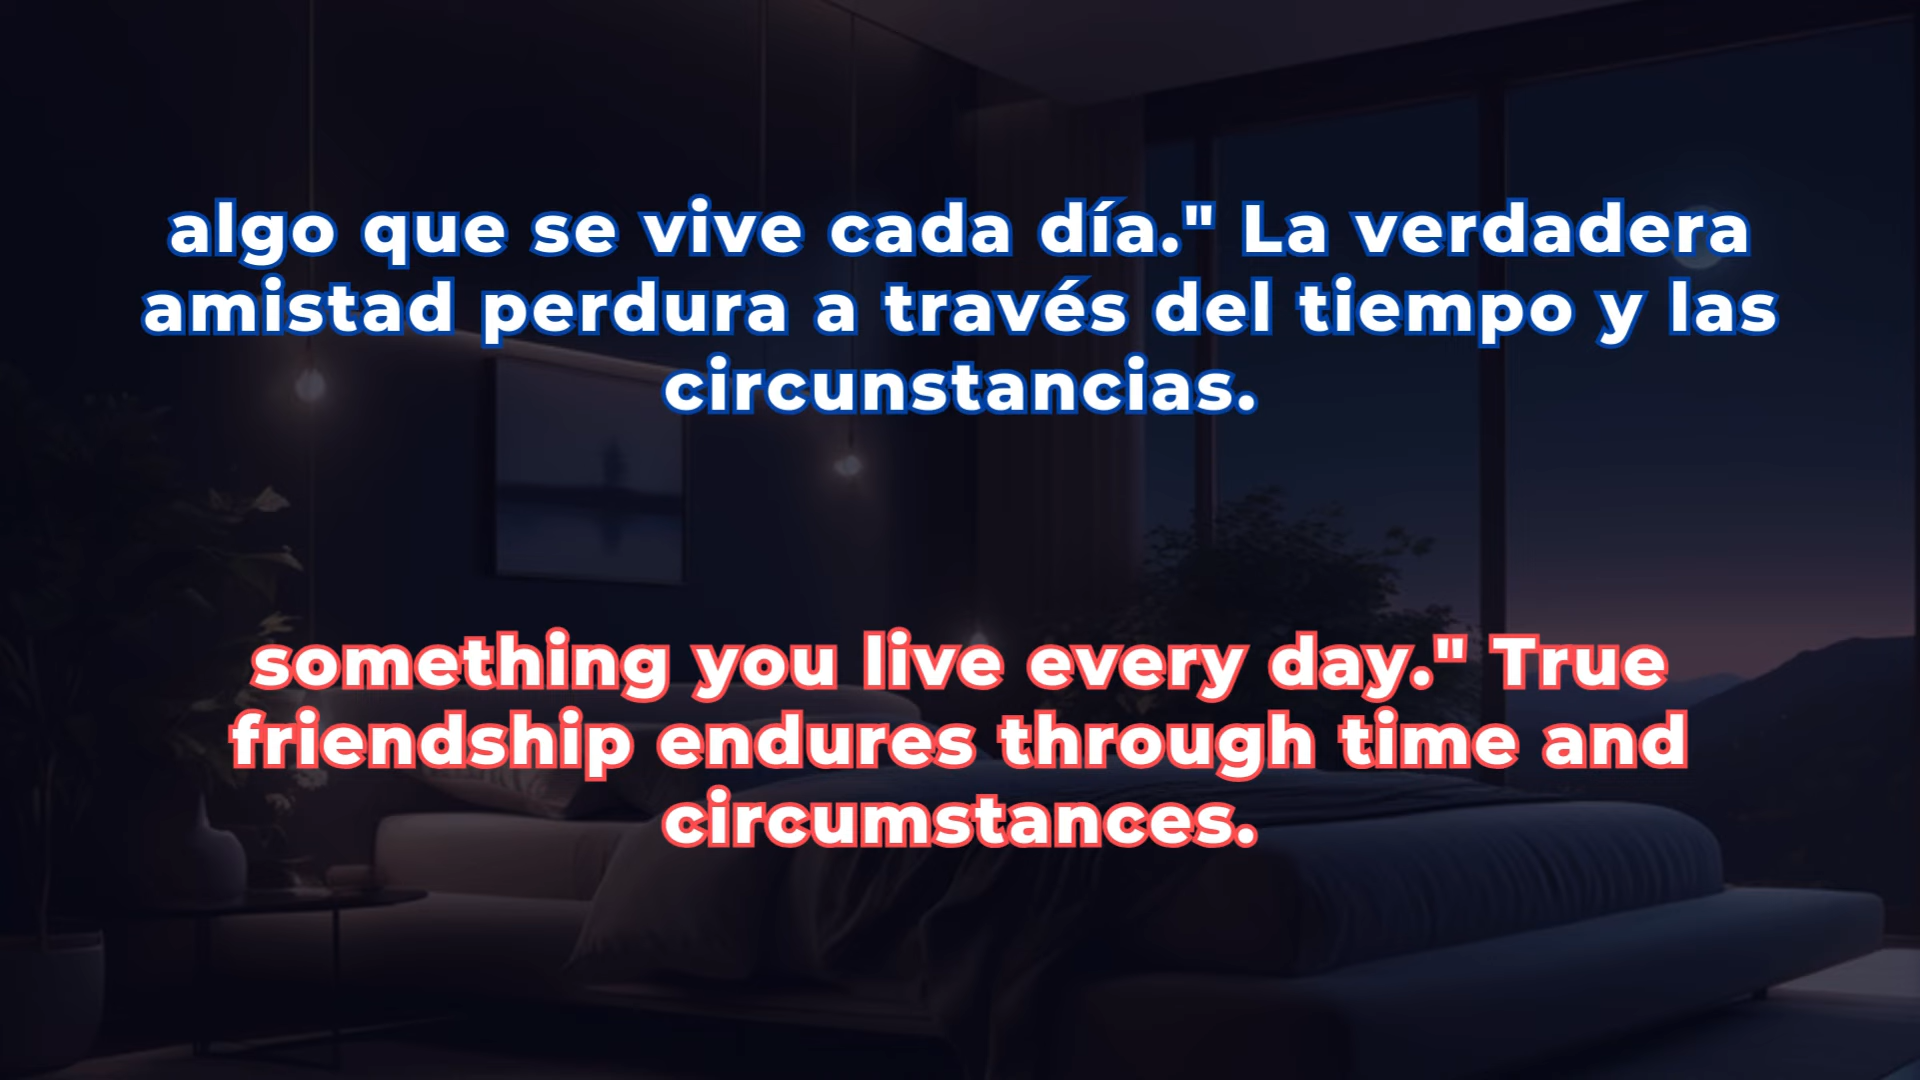 algo que se vive cada día." La verdadera
amistad perdura a través del tiempo y las
circunstancias.
something you live every day." True
friendship endures through time and
circumstances.